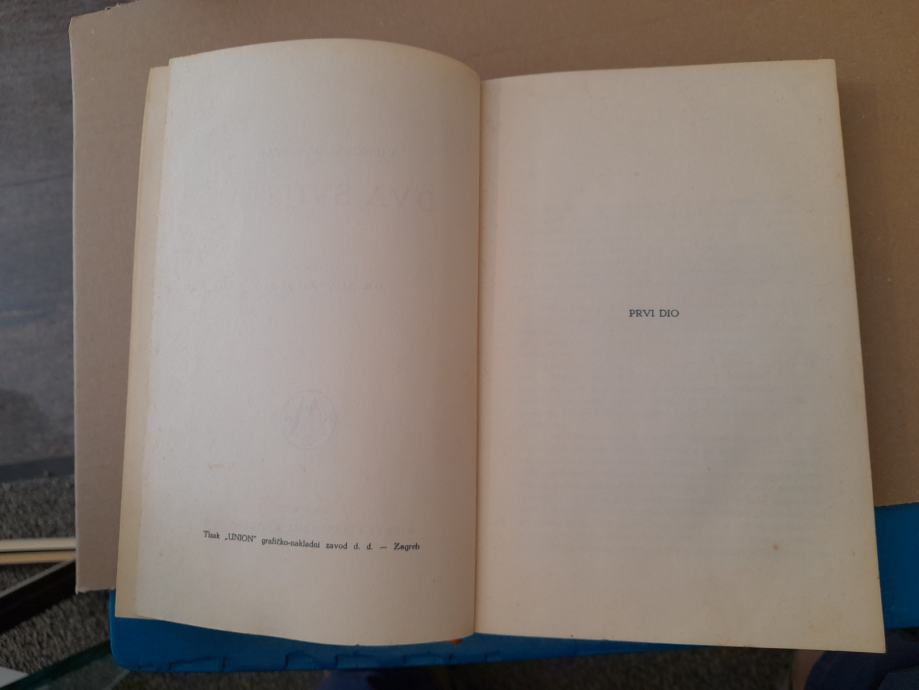 Tisak „UNION" grafičko-nakladni zavod d. d. — Zagreb
PRVI DIO